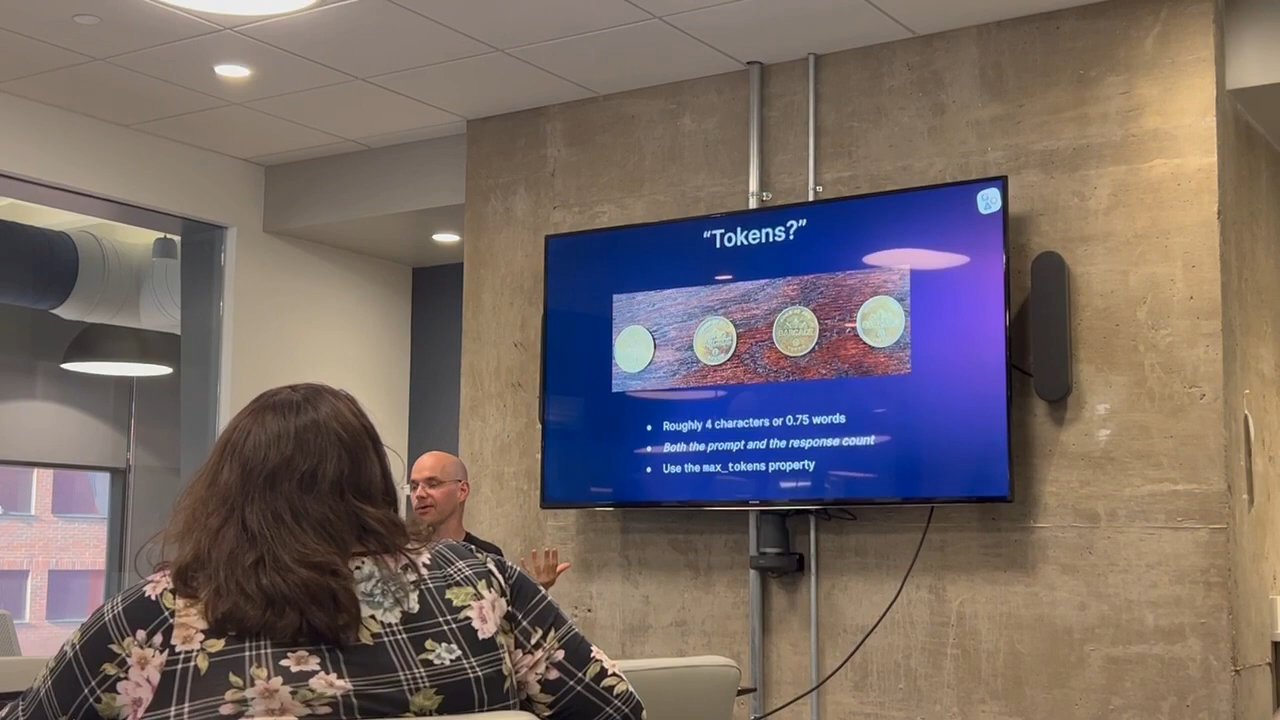 “Tokens?”
• Roughly 4 characters or 0.75 words
• Both the prompt and the response count
• Use the max_tokens property